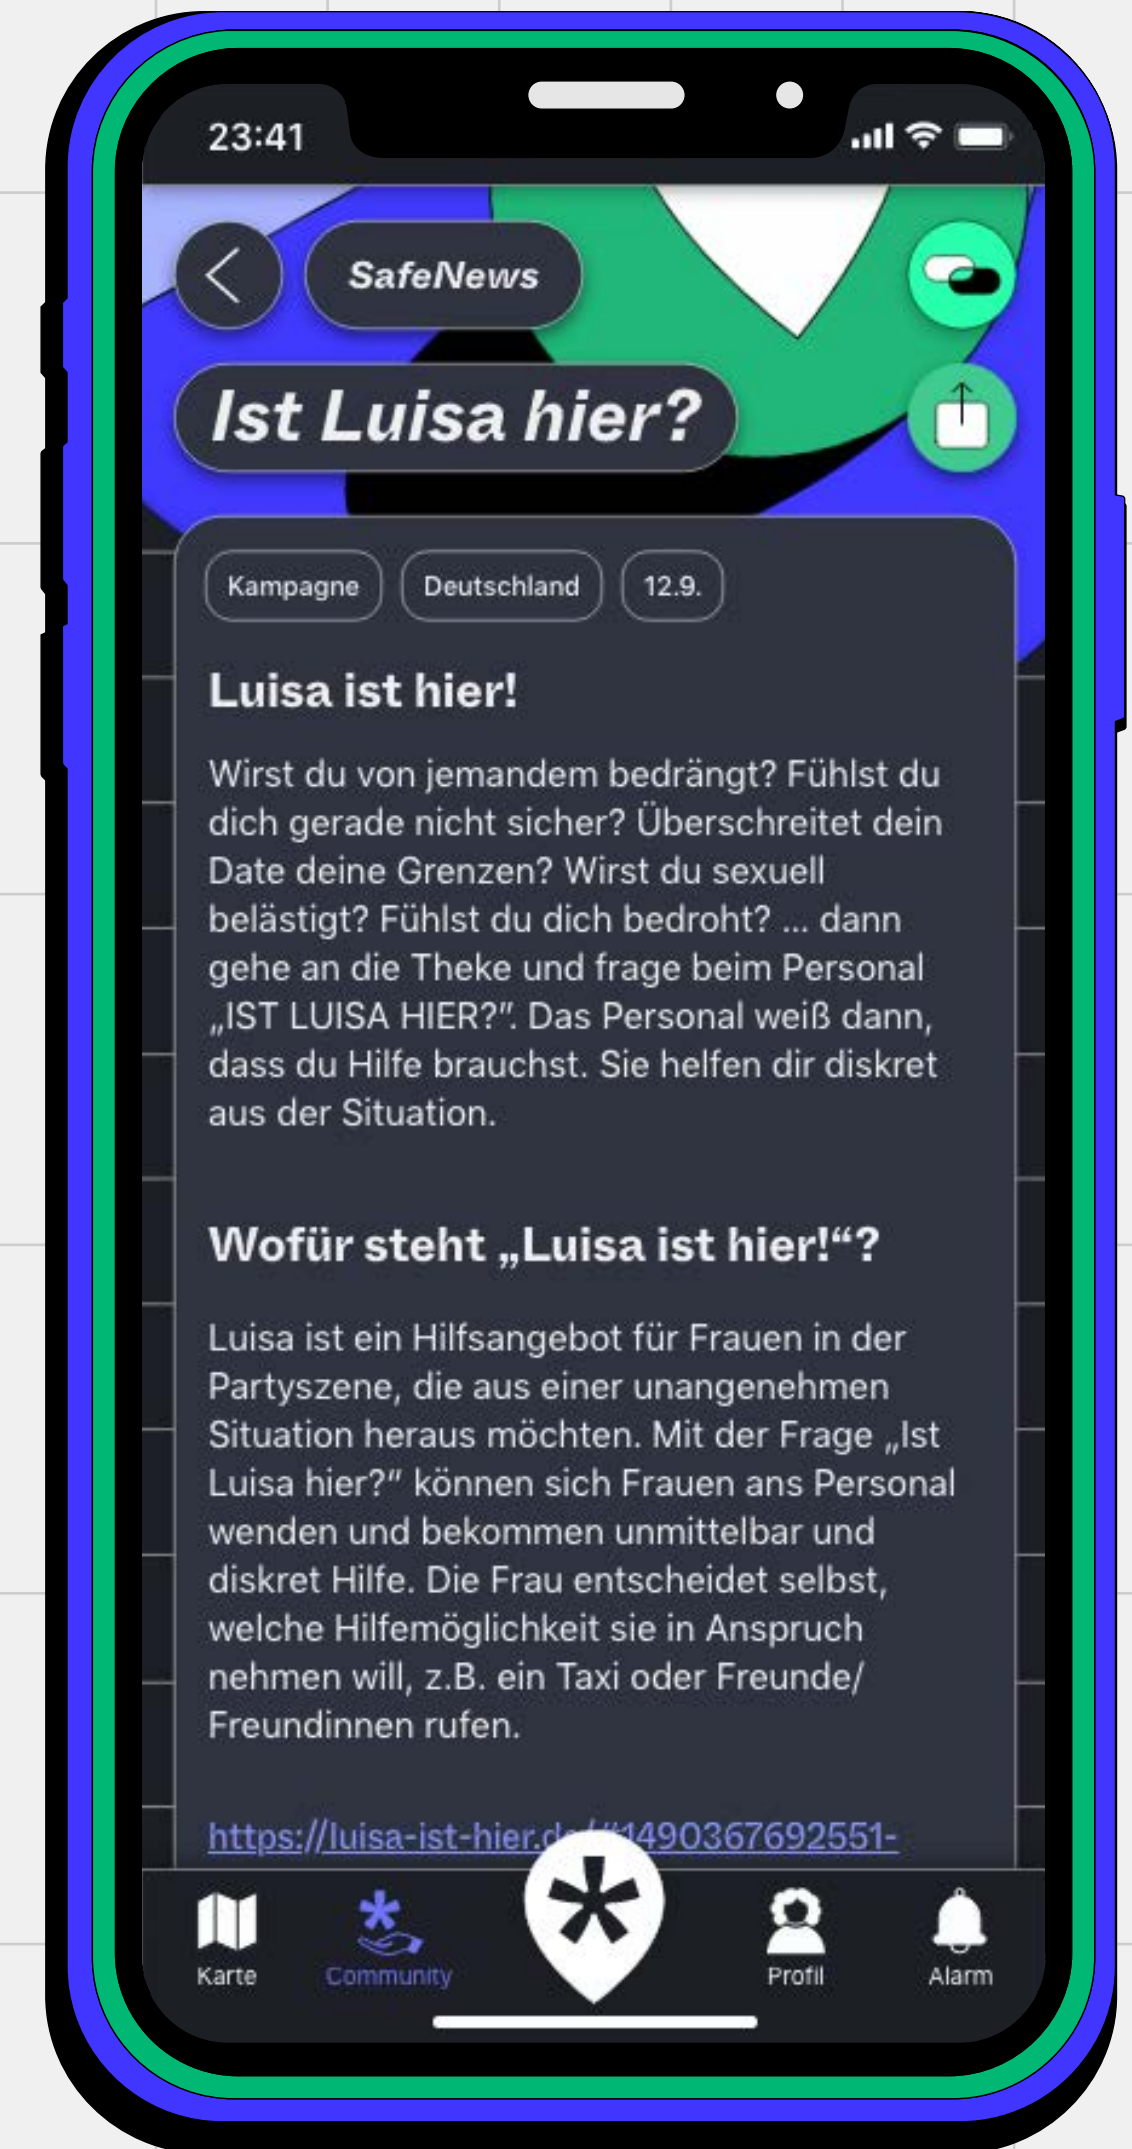 23:41
SafeNews
Ist Luisa hier?
Kampagne Deutschland 12.9.
Luisa ist hier!
Wirst du von jemandem bedrängt? Fühlst du
dich gerade nicht sicher? Überschreitet dein
Date deine Grenzen? Wirst du sexuell
belästigt? Fühlst du dich bedroht? ... dann
gehe an die Theke und frage beim Personal
„IST LUISA HIER?". Das Personal weiß dann,
dass du Hilfe brauchst. Sie helfen dir diskret
aus der Situation.
Wofür steht „Luisa ist hier!“?
Luisa ist ein Hilfsangebot für Frauen in der
Partyszene, die aus einer unangenehmen
Situation heraus möchten. Mit der Frage „Ist
Luisa hier?" können sich Frauen ans Personal
wenden und bekommen unmittelbar und
diskret Hilfe. Die Frau entscheidet selbst,
welche Hilfemöglichkeit sie in Anspruch
nehmen will, z.B. ein Taxi oder Freunde/
Freundinnen rufen.
https://luisa-ist-hier.de/#1490367692551-
Karte Community Profil Alarm